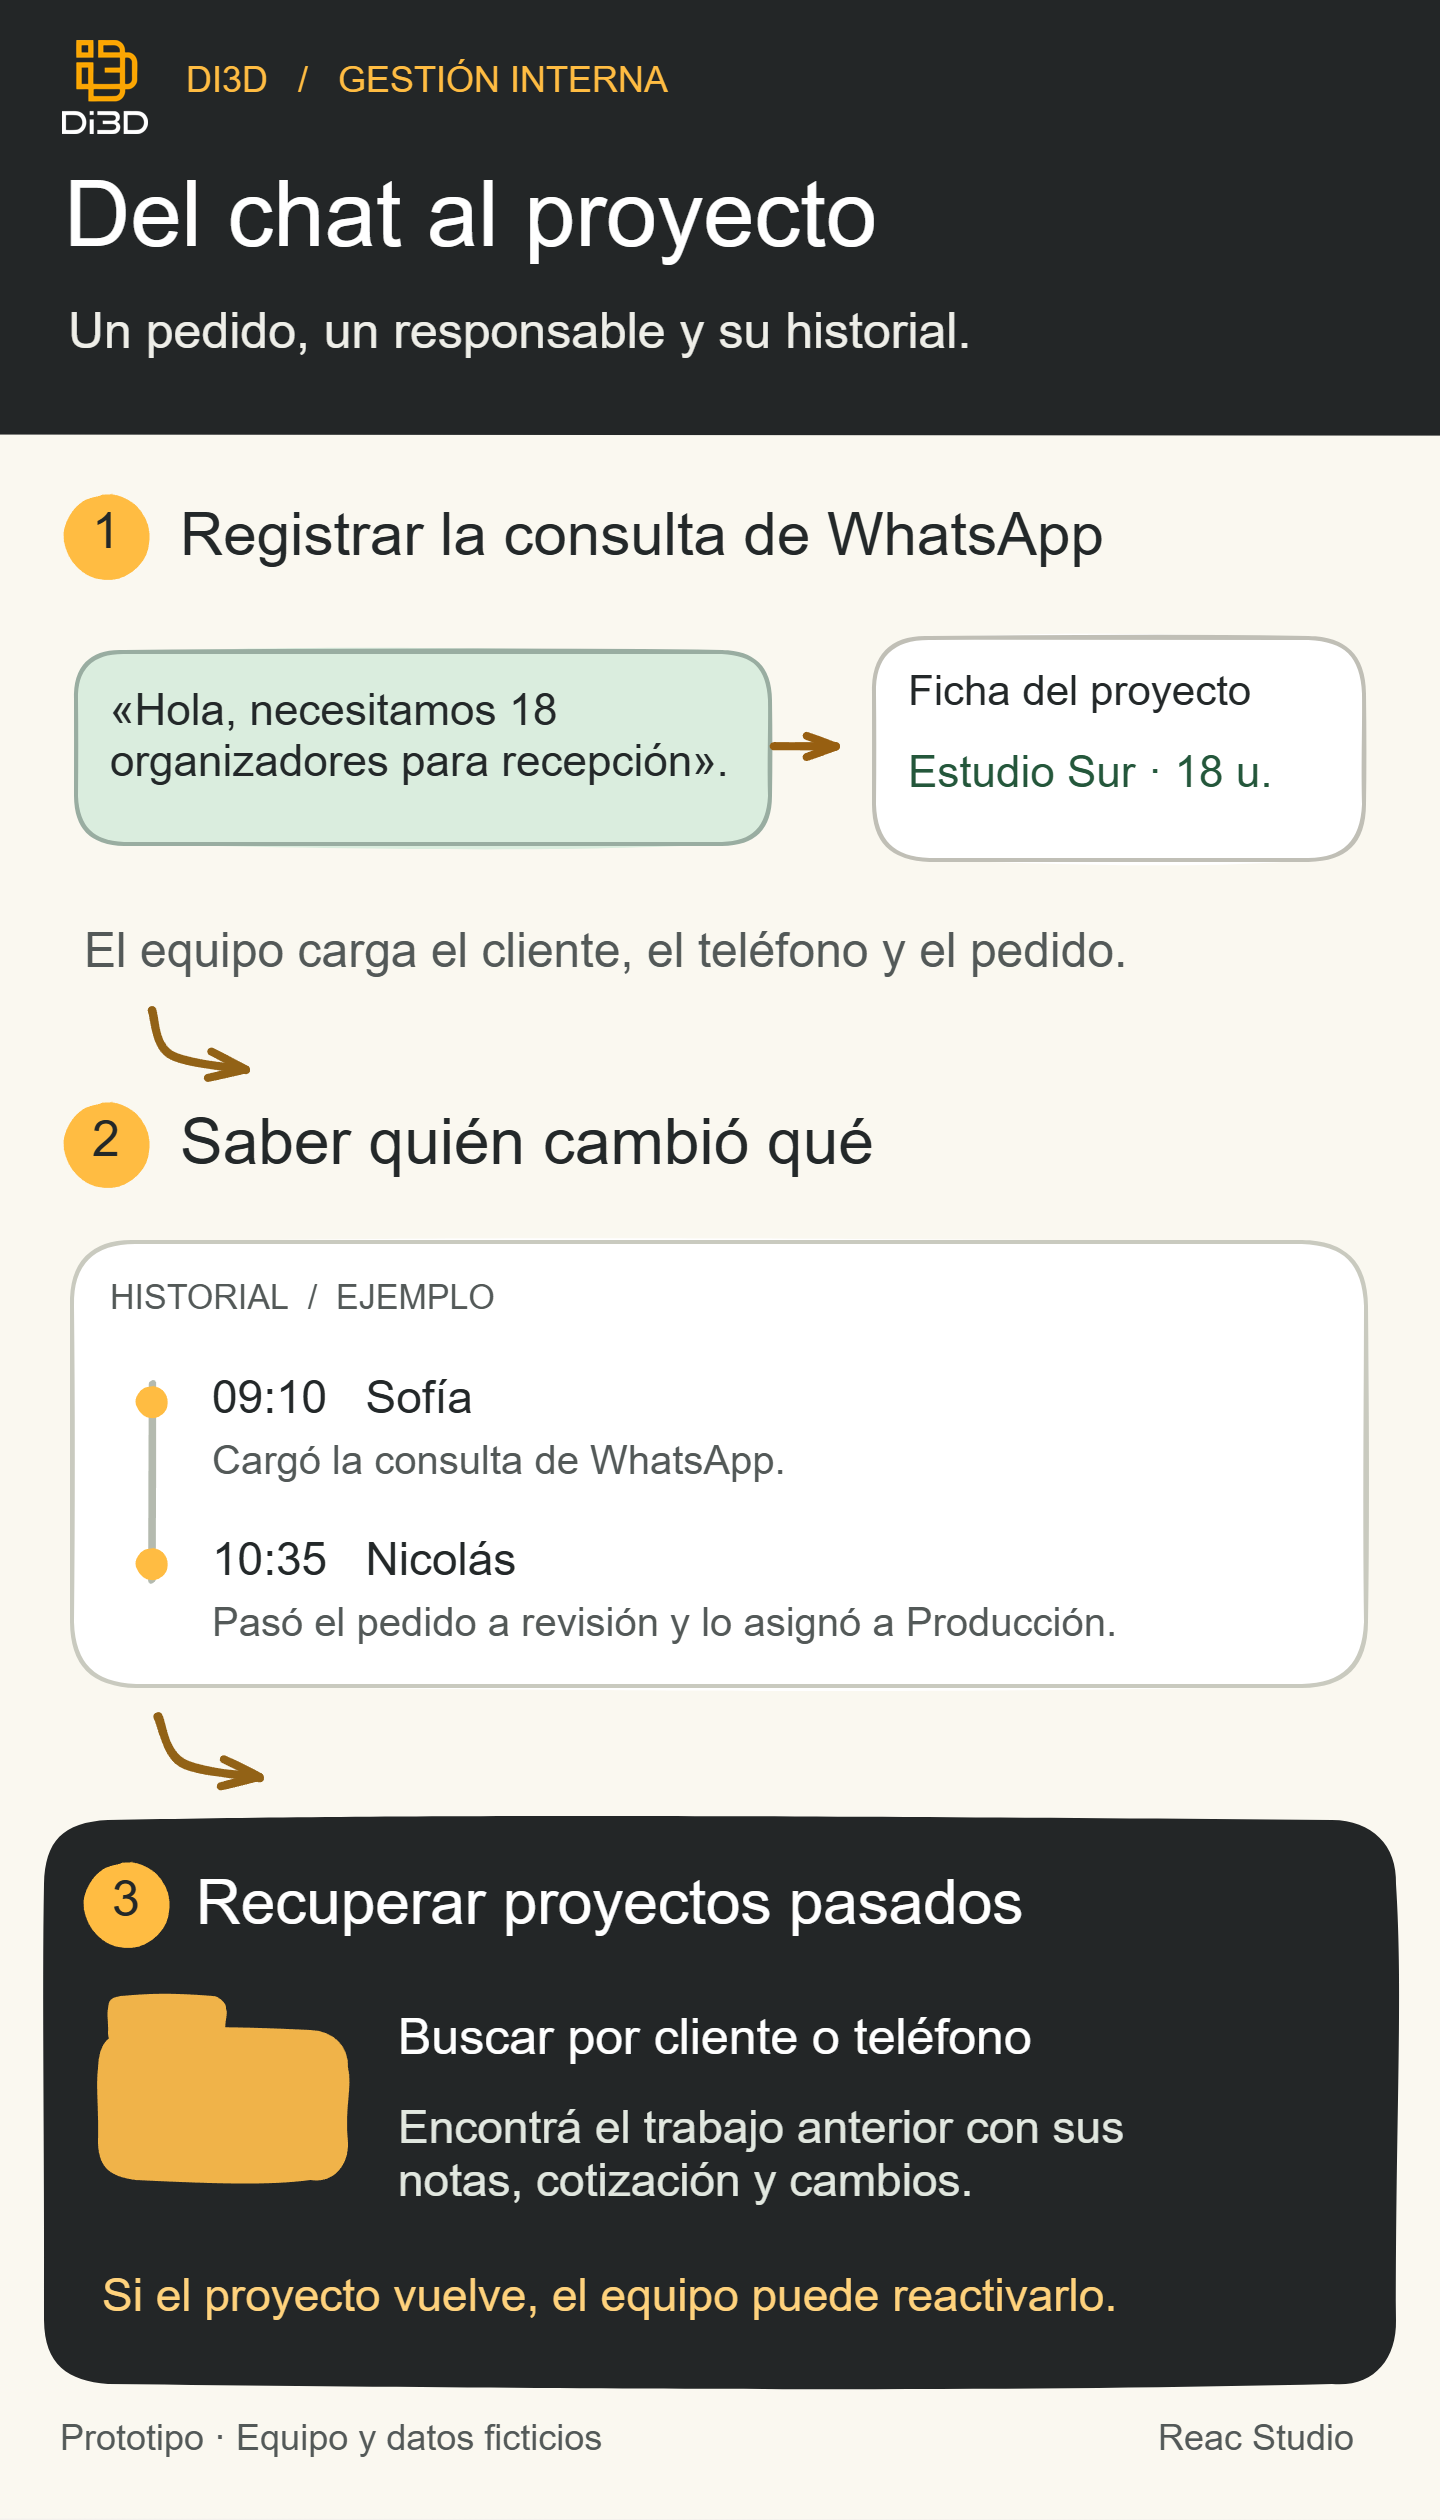 Di3D
DI3D / GESTIÓN INTERNA
Del chat al proyecto
Un pedido, un responsable y su historial.
1 Registrar la consulta de WhatsApp
«Hola, necesitamos 18
organizadores para recepción».
Ficha del proyecto
Estudio Sur · 18 u.
El equipo carga el cliente, el teléfono y el pedido.
2 Saber quién cambió qué
HISTORIAL / EJEMPLO
09:10 Sofía
Cargó la consulta de WhatsApp.
10:35 Nicolás
Pasó el pedido a revisión y lo asignó a Producción.
3 Recuperar proyectos pasados
Buscar por cliente o teléfono
Encontrá el trabajo anterior con sus
notas, cotización y cambios.
Si el proyecto vuelve, el equipo puede reactivarlo.
Prototipo · Equipo y datos ficticios
Reac Studio